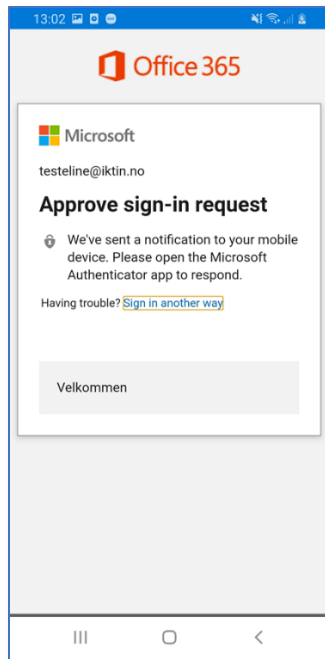 13:02
Office 365
Microsoft
testeline@iktin.no
Approve sign-in request
We've sent a notification to your mobile
device. Please open the Microsoft
Authenticator app to respond.
Having trouble? Sign in another way
Velkommen